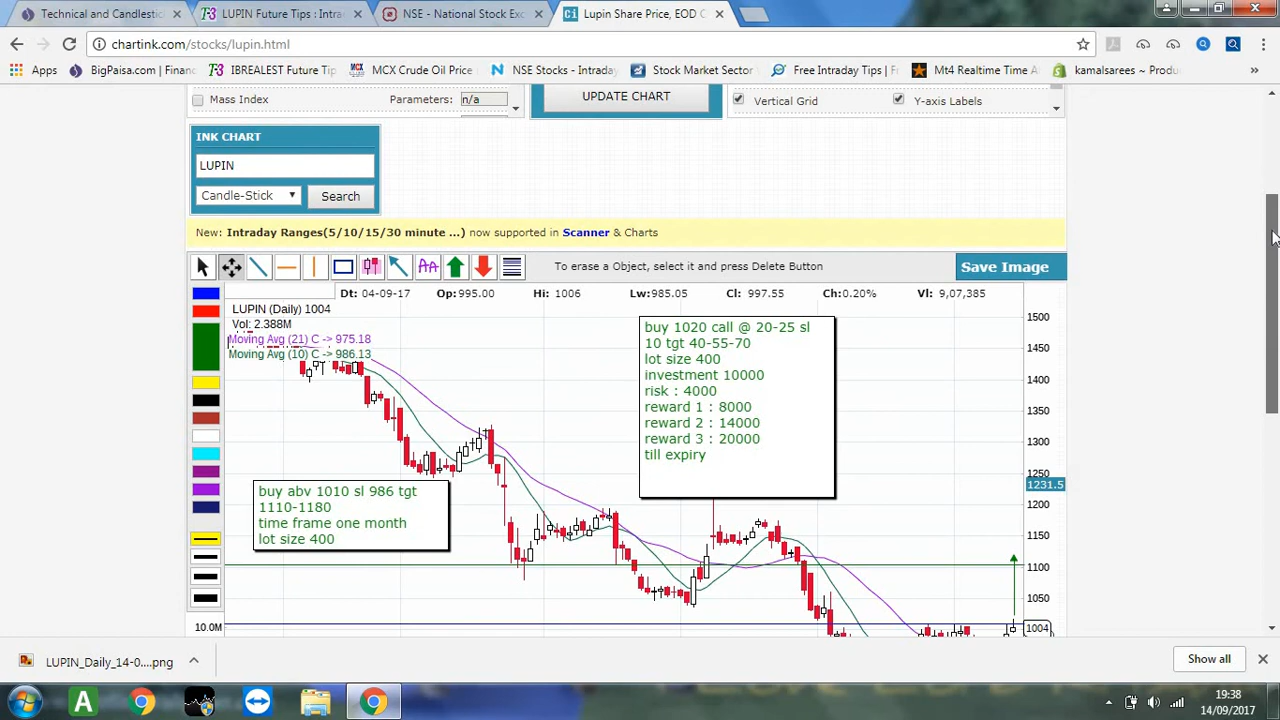 Technical and Candlestic
LUPIN Future Tips : Intra
NSE - National Stock Exc
Ci
Lupin Share Price, EOD C
chartink.com/stocks/lupin.html
Apps
BigPaisa.com | Financ
IBREALEST Future Tip
MCX Crude Oil Price.
NSE Stocks - Intraday
Stock Market Sector
Free Intraday Tips |
Mt4 Realtime Time A
kamalsarees ~ Produ
»
Mass Index
Parameters:
n/a
UPDATE CHART
Vertical Grid
Y-axis Labels
INK CHART
LUPIN
Candle-Stick
Search
New: Intraday Ranges(5/10/15/30 minute ...) now supported in Scanner & Charts
To erase a Object, select it and press Delete Button
Save Image
Dt: 04-09-17
Op:995.00
Hi: 1006
Lw:985.05
Cl: 997.55
Ch:0.20%
Vl: 9,07,385
LUPIN (Daily) 1004
Vol: 2.388M
Moving Avg (21) C -> 975.18
Moving Avg (10) C -> 986.13
buy 1020 call @ 20-25 sl
10 tgt 40-55-70
lot size 400
investment 10000
risk : 4000
reward 1 : 8000
reward 2 : 14000
reward 3 : 20000
till expiry
buy abv 1010 sl 986 tgt
1110-1180
time frame one month
lot size 400
1500
1450
1400
1350
1300
1250
1231.5
1200
1150
1100
1050
1004
10.0M
LUPIN_Daily_14-0....png
Show all
19:38
14/09/2017